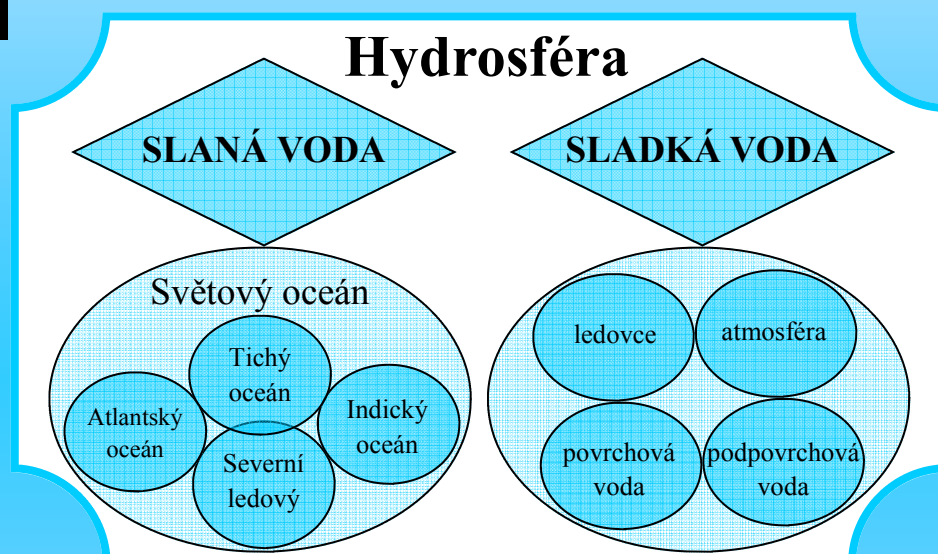 Hydrosféra
SLANÁ VODA
SLADKÁ VODA
Světový oceán
Tichý
oceán
Atlantský
oceán
Indický
oceán
Severní
ledový
ledovce
atmosféra
povrchová
voda
podpovrchová
voda